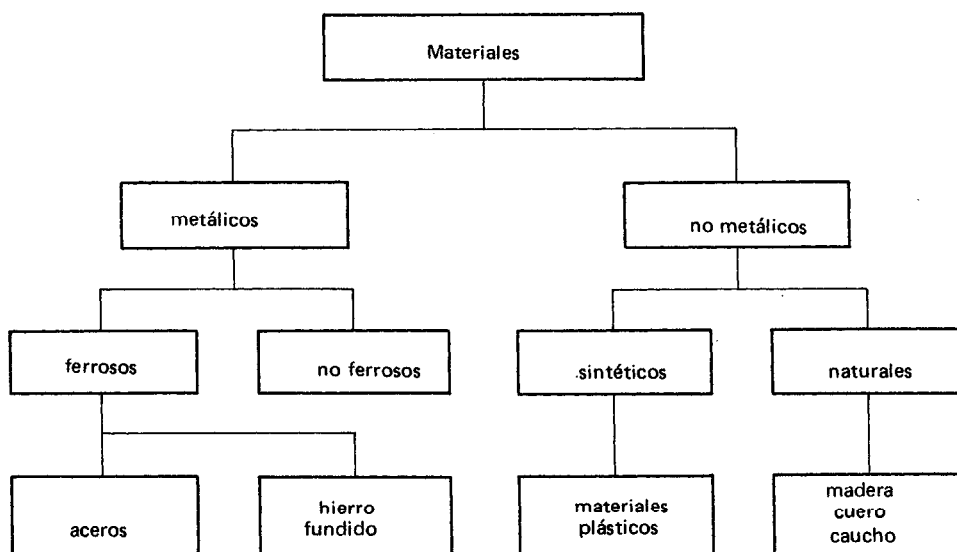 Materiales
metálicos
no metálicos
ferrosos
no ferrosos
sintéticos
naturales
aceros
hierro
fundido
materiales
plásticos
madera
cuero
caucho